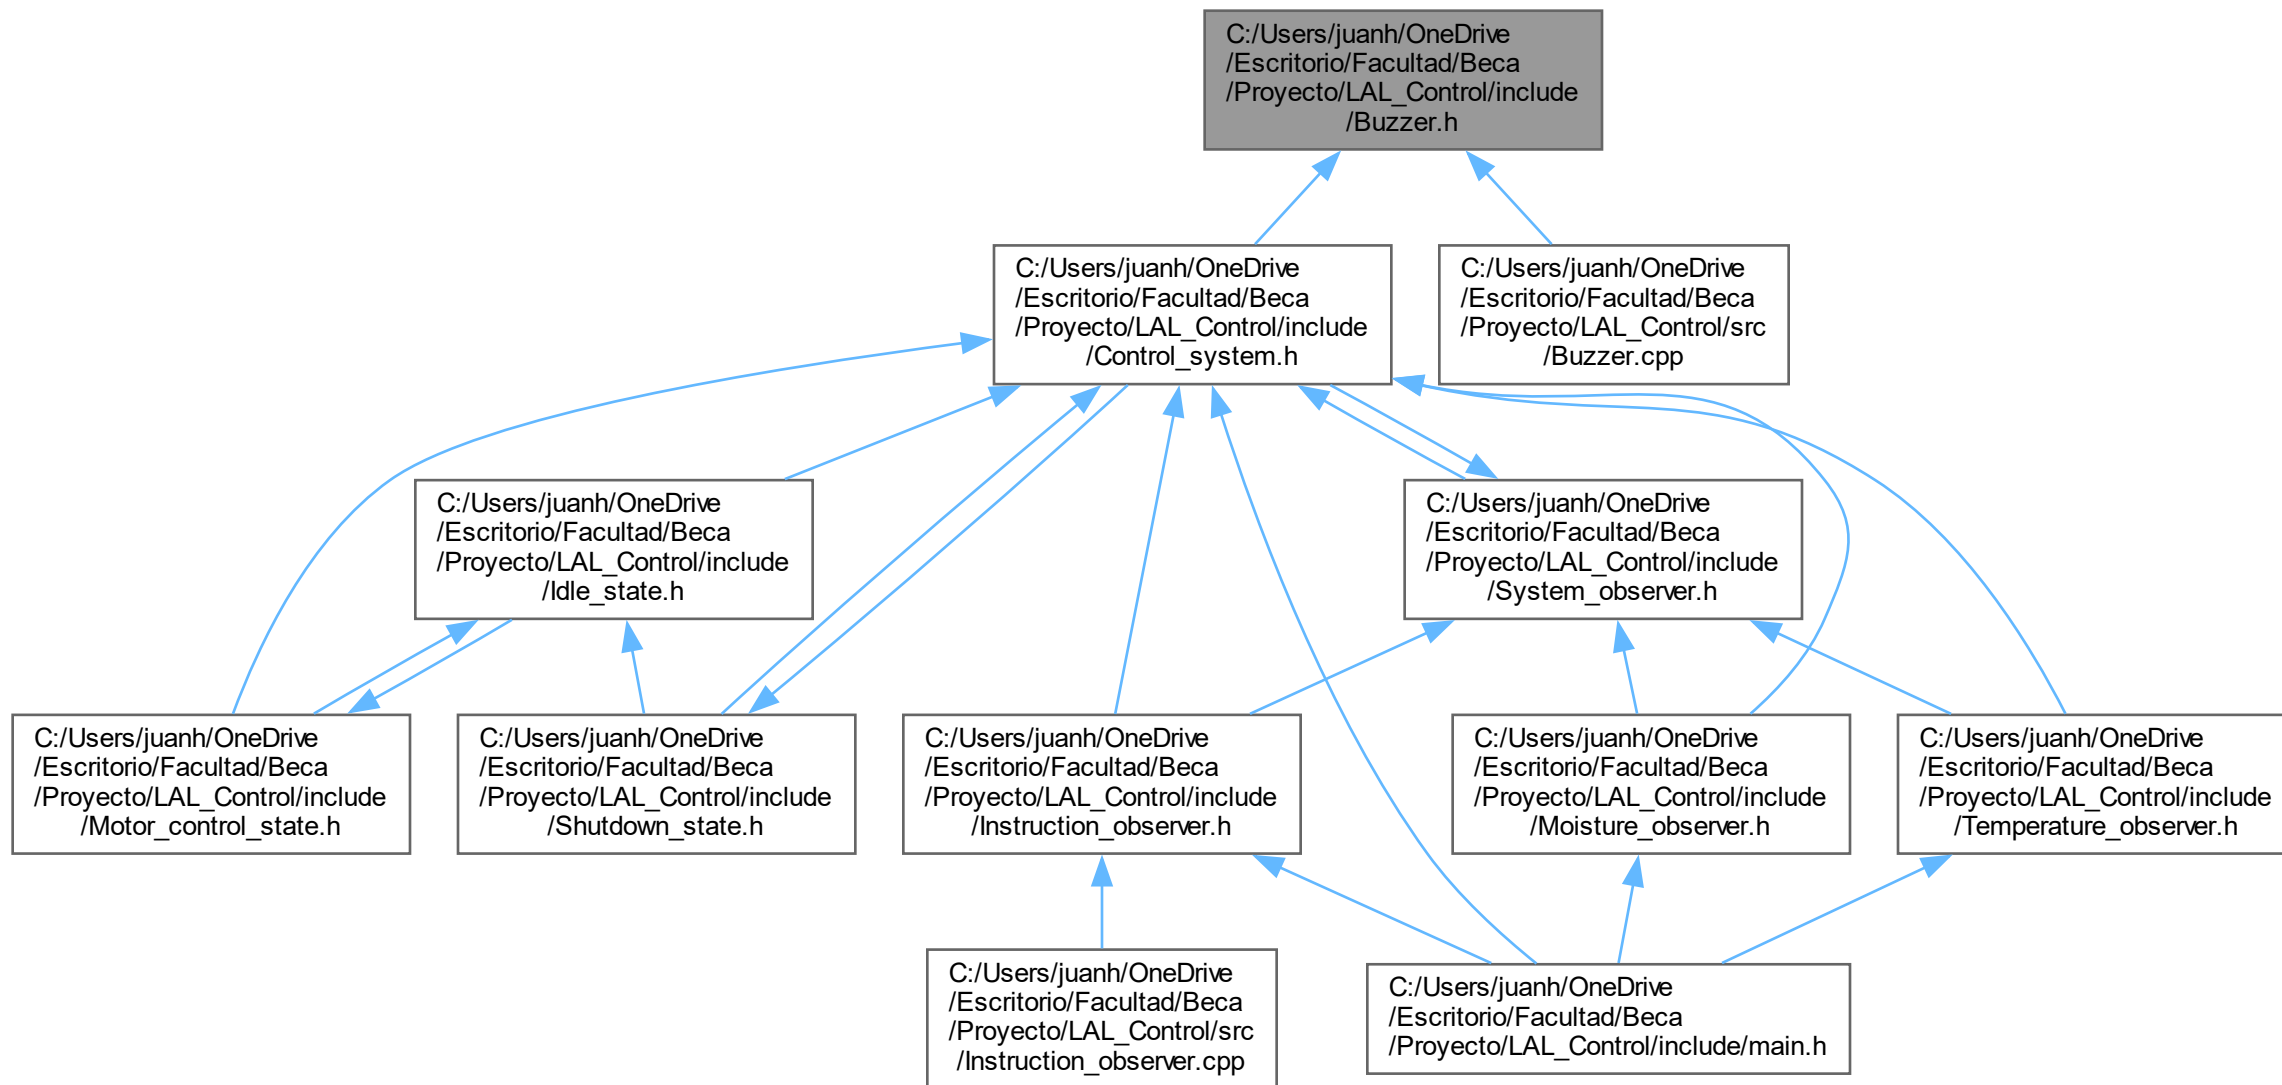 C:/Users/juanh/OneDrive
/Escritorio/Facultad/Beca
/Proyecto/LAL_Control/include
/Buzzer.h
C:/Users/juanh/OneDrive
/Escritorio/Facultad/Beca
/Proyecto/LAL_Control/include
/Control_system.h
C:/Users/juanh/OneDrive
/Escritorio/Facultad/Beca
/Proyecto/LAL_Control/src
/Buzzer.cpp
C:/Users/juanh/OneDrive
/Escritorio/Facultad/Beca
/Proyecto/LAL_Control/include
/Idle_state.h
C:/Users/juanh/OneDrive
/Escritorio/Facultad/Beca
/Proyecto/LAL_Control/include
/System_observer.h
C:/Users/juanh/OneDrive
/Escritorio/Facultad/Beca
/Proyecto/LAL_Control/include
/Motor_control_state.h
C:/Users/juanh/OneDrive
/Escritorio/Facultad/Beca
/Proyecto/LAL_Control/include
/Shutdown_state.h
C:/Users/juanh/OneDrive
/Escritorio/Facultad/Beca
/Proyecto/LAL_Control/include
/Instruction_observer.h
C:/Users/juanh/OneDrive
/Escritorio/Facultad/Beca
/Proyecto/LAL_Control/include
/Moisture_observer.h
C:/Users/juanh/OneDrive
/Escritorio/Facultad/Beca
/Proyecto/LAL_Control/include
/Temperature_observer.h
C:/Users/juanh/OneDrive
/Escritorio/Facultad/Beca
/Proyecto/LAL_Control/src
/Instruction_observer.cpp
C:/Users/juanh/OneDrive
/Escritorio/Facultad/Beca
/Proyecto/LAL_Control/include/main.h